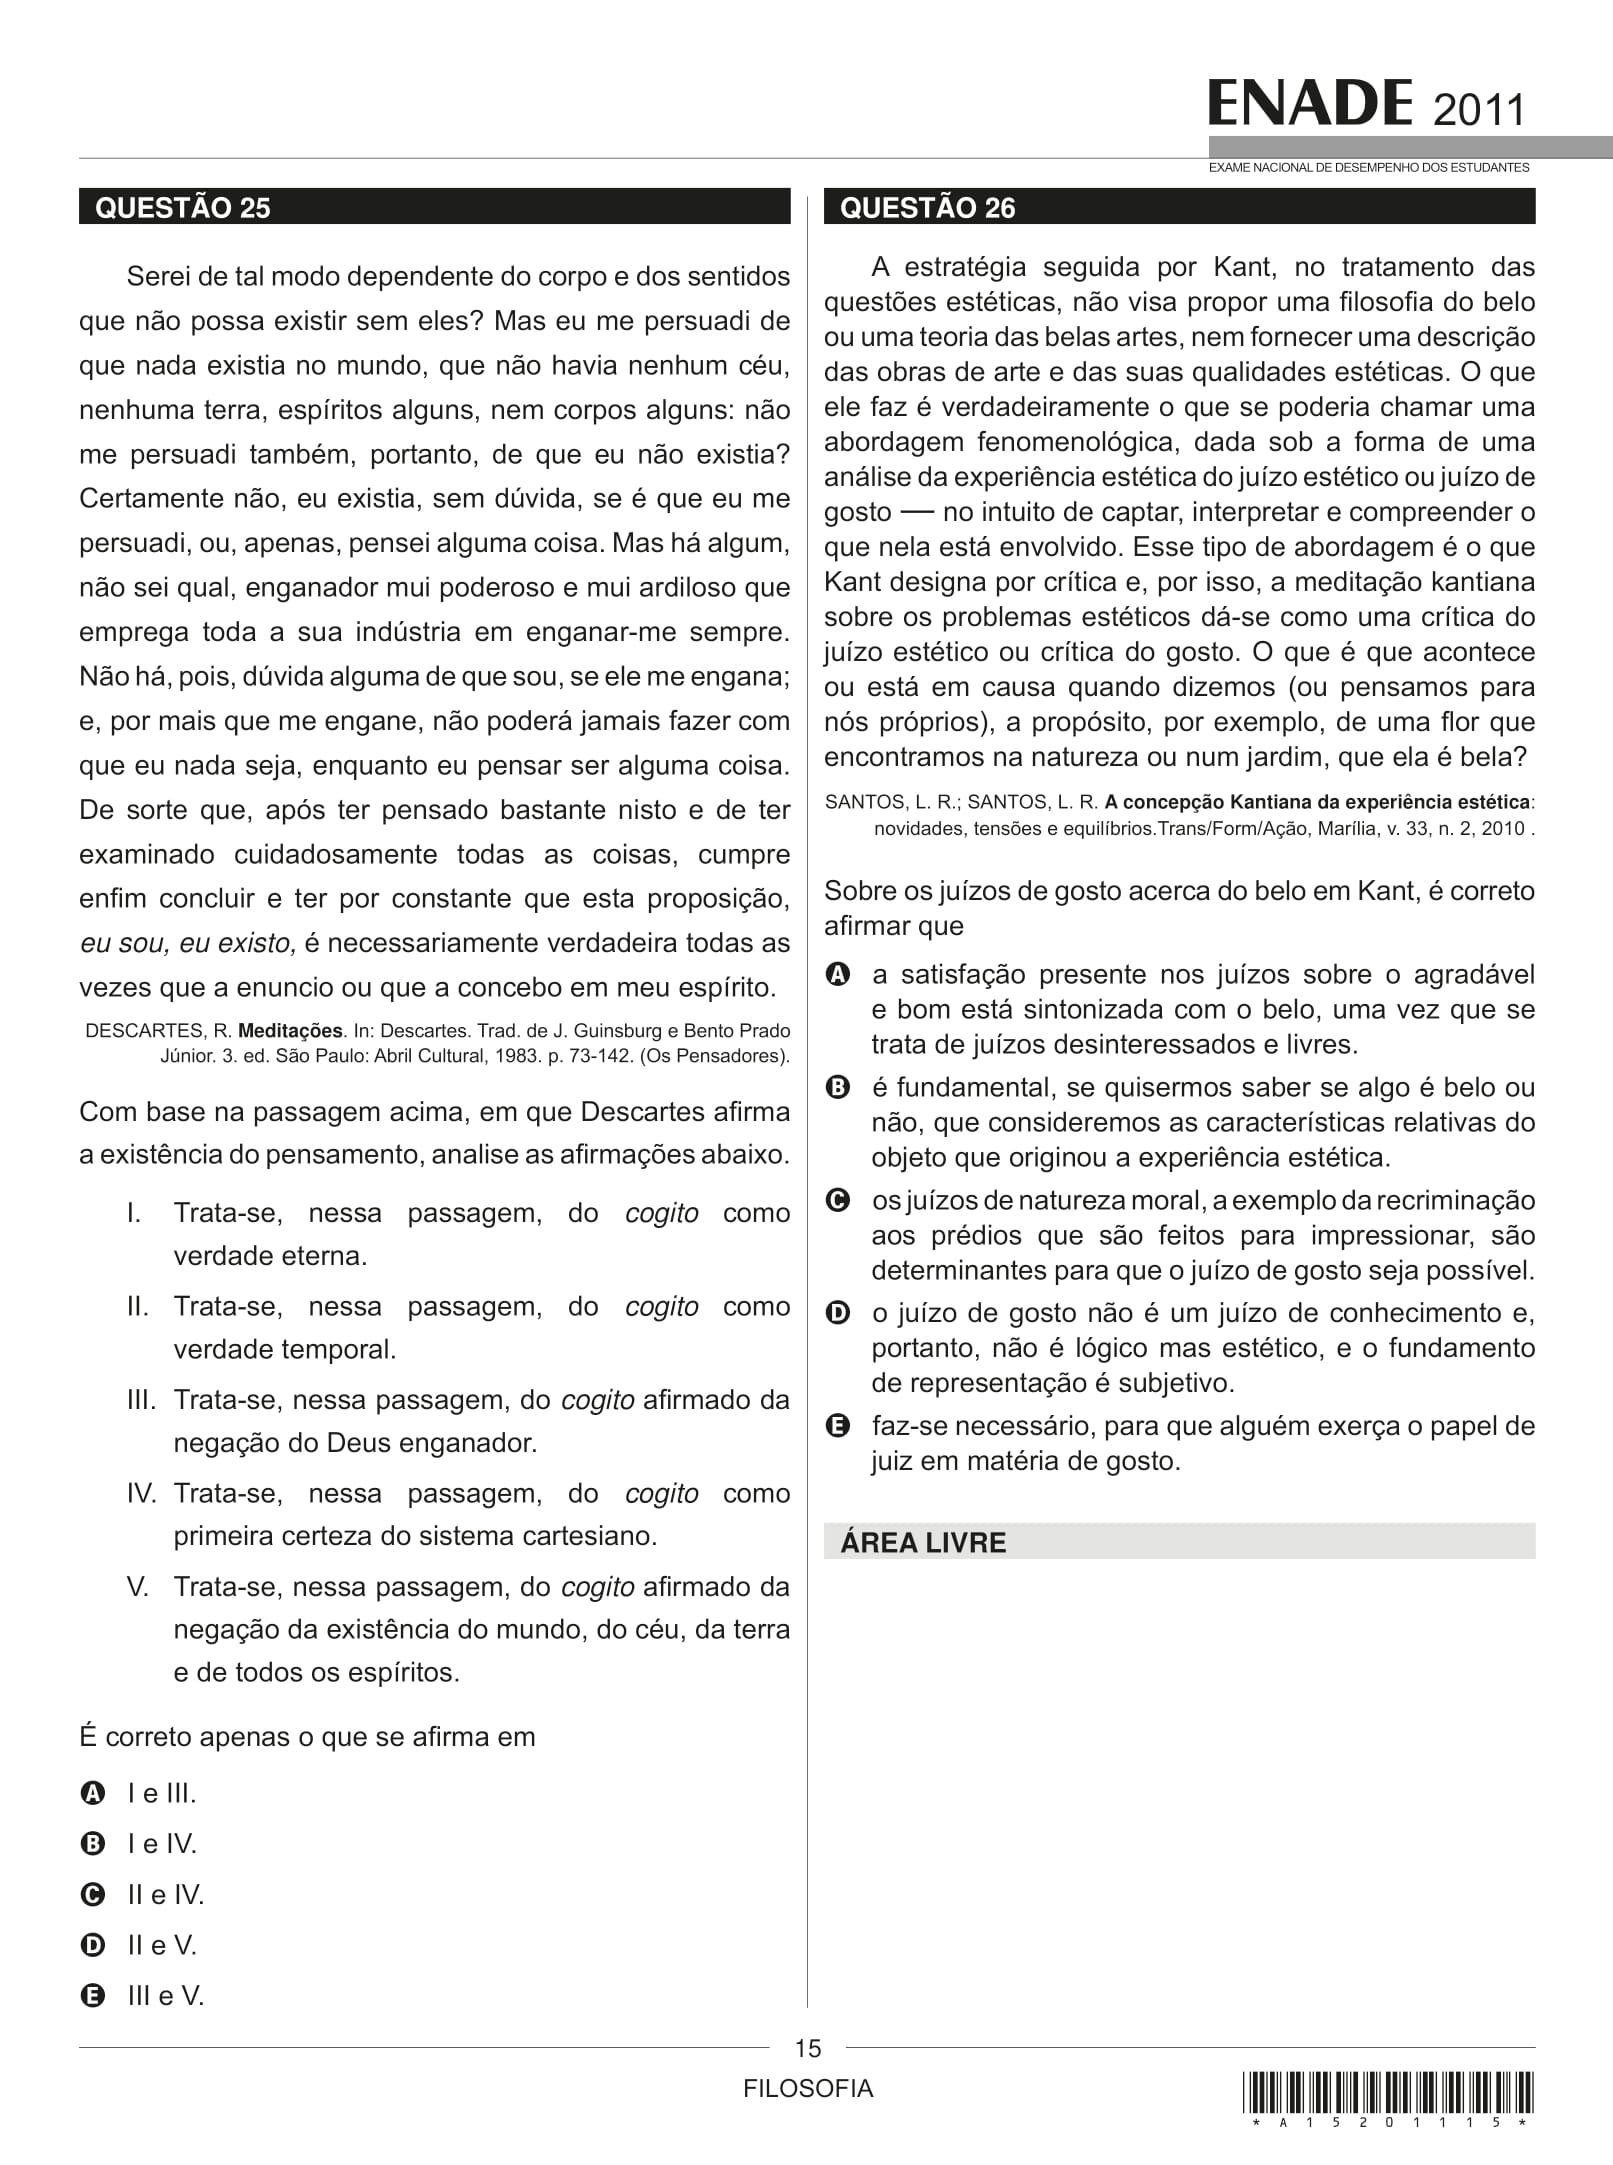 ENADE 2011
EXAME NACIONAL DE DESEMPENHO DOS ESTUDANTES
QUESTÃO 25
Serei de tal modo dependente do corpo e dos sentidos
que não possa existir sem eles? Mas eu me persuadi de
que nada existia no mundo, que não havia nenhum céu,
nenhuma terra, espíritos alguns, nem corpos alguns: não
me persuadi também, portanto, de que eu não existia?
Certamente não, eu existia, sem dúvida, se é que eu me
persuadi, ou, apenas, pensei alguma coisa. Mas há algum,
não sei qual, enganador mui poderoso e mui ardiloso que
emprega toda a sua indústria em enganar-me sempre.
Não há, pois, dúvida alguma de que sou, se ele me engana;
e, por mais que me engane, não poderá jamais fazer com
que eu nada seja, enquanto eu pensar ser alguma coisa.
De sorte que, após ter pensado bastante nisto e de ter
examinado cuidadosamente todas as coisas, cumpre
enfim concluir e ter por constante que esta proposição,
eu sou, eu existo, é necessariamente verdadeira todas as
vezes que a enuncio ou que a concebo em meu espírito.
DESCARTES, R. Meditações. In: Descartes. Trad. de J. Guinsburg e Bento Prado
Júnior. 3. ed. São Paulo: Abril Cultural, 1983. p. 73-142. (Os Pensadores).
Com base na passagem acima, em que Descartes afirma
a existência do pensamento, analise as afirmações abaixo.
I. Trata-se, nessa passagem, do cogito como
verdade eterna.
II. Trata-se, nessa passagem, do cogito como
verdade temporal.
III. Trata-se, nessa passagem, do cogito afirmado da
negação do Deus enganador.
IV. Trata-se, nessa passagem, do cogito como
primeira certeza do sistema cartesiano.
V. Trata-se, nessa passagem, do cogito afirmado da
negação da existência do mundo, do céu, da terra
e de todos os espíritos.
É correto apenas o que se afirma em
A I e III.
B I e IV.
C II e IV.
D II e V.
E III e V.
QUESTÃO 26
A estratégia seguida por Kant, no tratamento das
questões estéticas, não visa propor uma filosofia do belo
ou uma teoria das belas artes, nem fornecer uma descrição
das obras de arte e das suas qualidades estéticas. O que
ele faz é verdadeiramente o que se poderia chamar uma
abordagem fenomenológica, dada sob a forma de uma
análise da experiência estética do juízo estético ou juízo de
gosto — no intuito de captar, interpretar e compreender o
que nela está envolvido. Esse tipo de abordagem é o que
Kant designa por crítica e, por isso, a meditação kantiana
sobre os problemas estéticos dá-se como uma crítica do
juízo estético ou crítica do gosto. O que é que acontece
ou está em causa quando dizemos (ou pensamos para
nós próprios), a propósito, por exemplo, de uma flor que
encontramos na natureza ou num jardim, que ela é bela?
SANTOS, L. R.; SANTOS, L. R. A concepção Kantiana da experiência estética:
novidades, tensões e equilíbrios.Trans/Form/Ação, Marília, v. 33, n. 2, 2010 .
Sobre os juízos de gosto acerca do belo em Kant, é correto
afirmar que
A a satisfação presente nos juízos sobre o agradável
e bom está sintonizada com o belo, uma vez que se
trata de juízos desinteressados e livres.
B é fundamental, se quisermos saber se algo é belo ou
não, que consideremos as características relativas do
objeto que originou a experiência estética.
C os juízos de natureza moral, a exemplo da recriminação
aos prédios que são feitos para impressionar, são
determinantes para que o juízo de gosto seja possível.
D o juízo de gosto não é um juízo de conhecimento e,
portanto, não é lógico mas estético, e o fundamento
de representação é subjetivo.
E faz-se necessário, para que alguém exerça o papel de
juiz em matéria de gosto.
ÁREA LIVRE
15
FILOSOFIA
*A15201115*